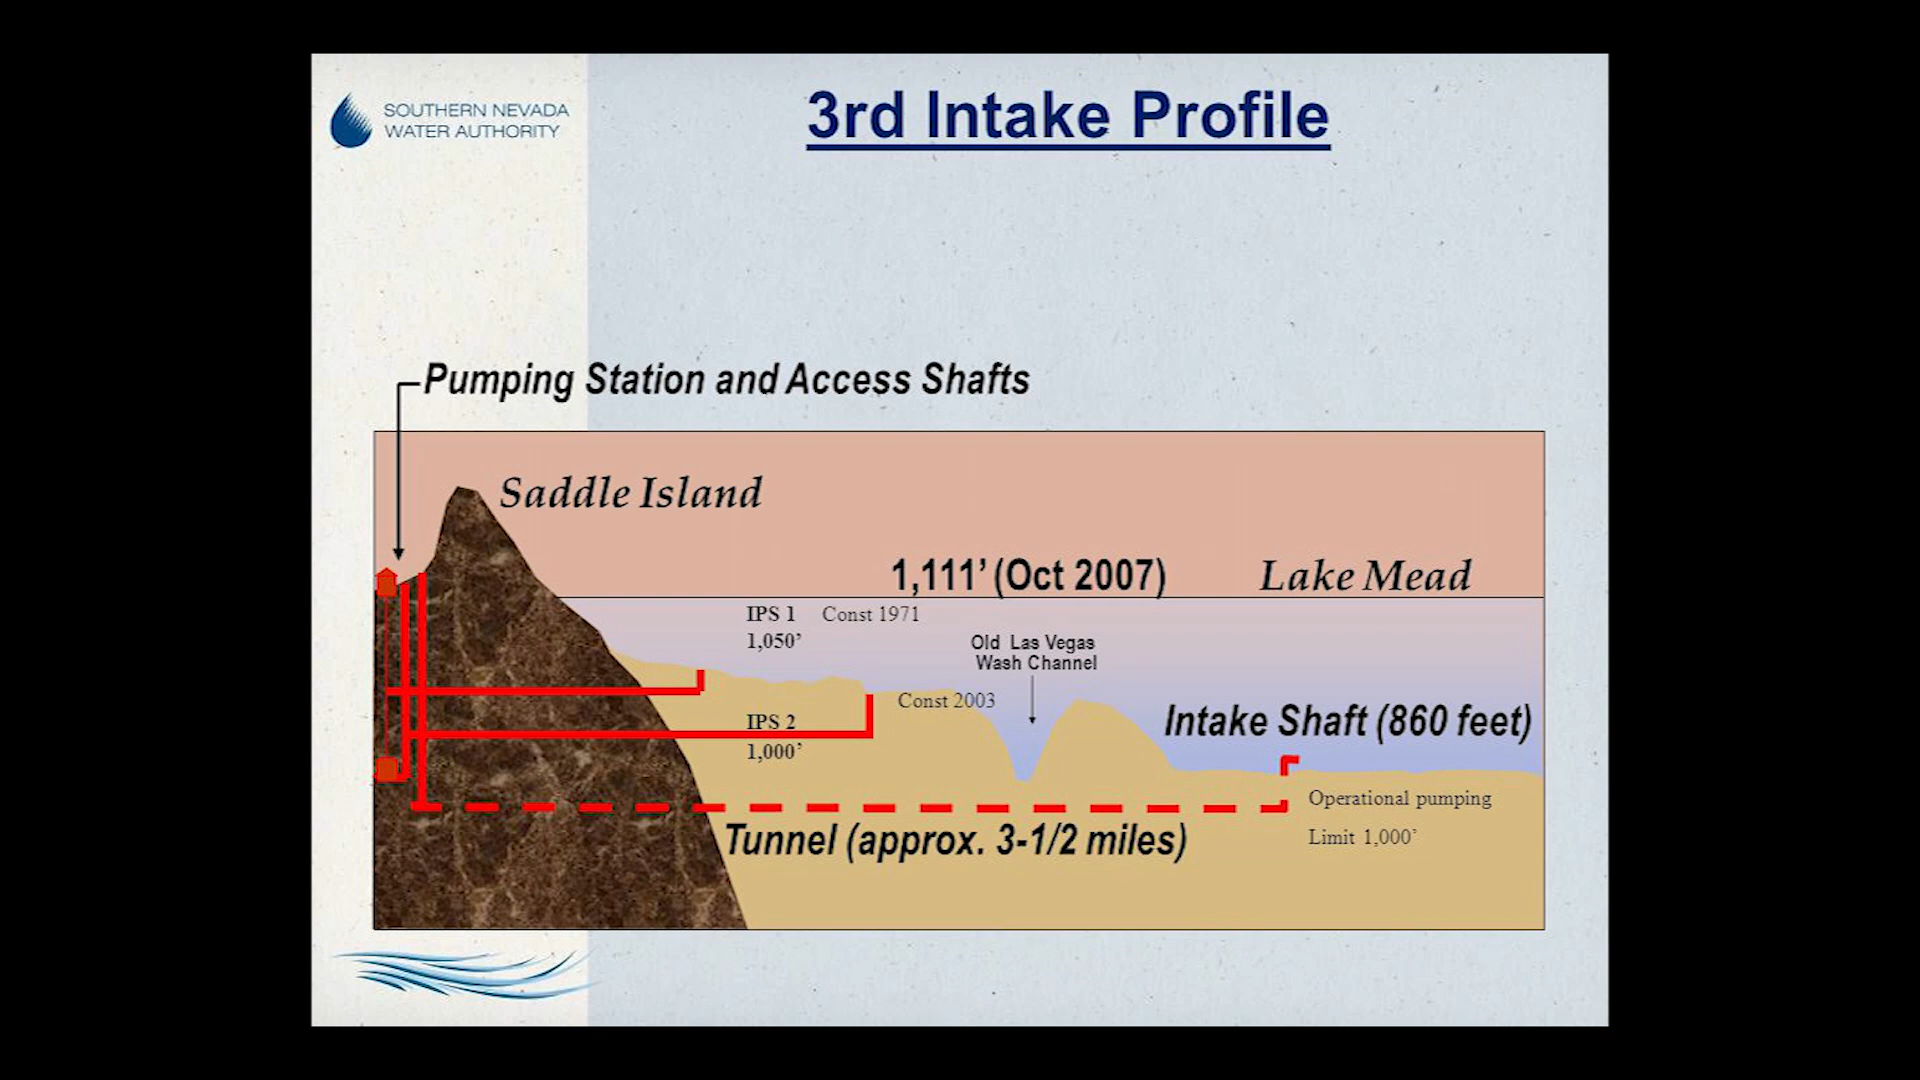 SOUTHERN NEVADA
WATER AUTHORITY
3rd Intake Profile
Pumping Station and Access Shafts
Saddle Island
1,111’ (Oct 2007)
Lake Mead
IPS 1 Const 1971
1,050’
Old Las Vegas
Wash Channel
Const 2003
IPS 2
1,000’
Intake Shaft (860 feet)
Operational pumping
Limit 1,000’
Tunnel (approx. 3-1/2 miles)